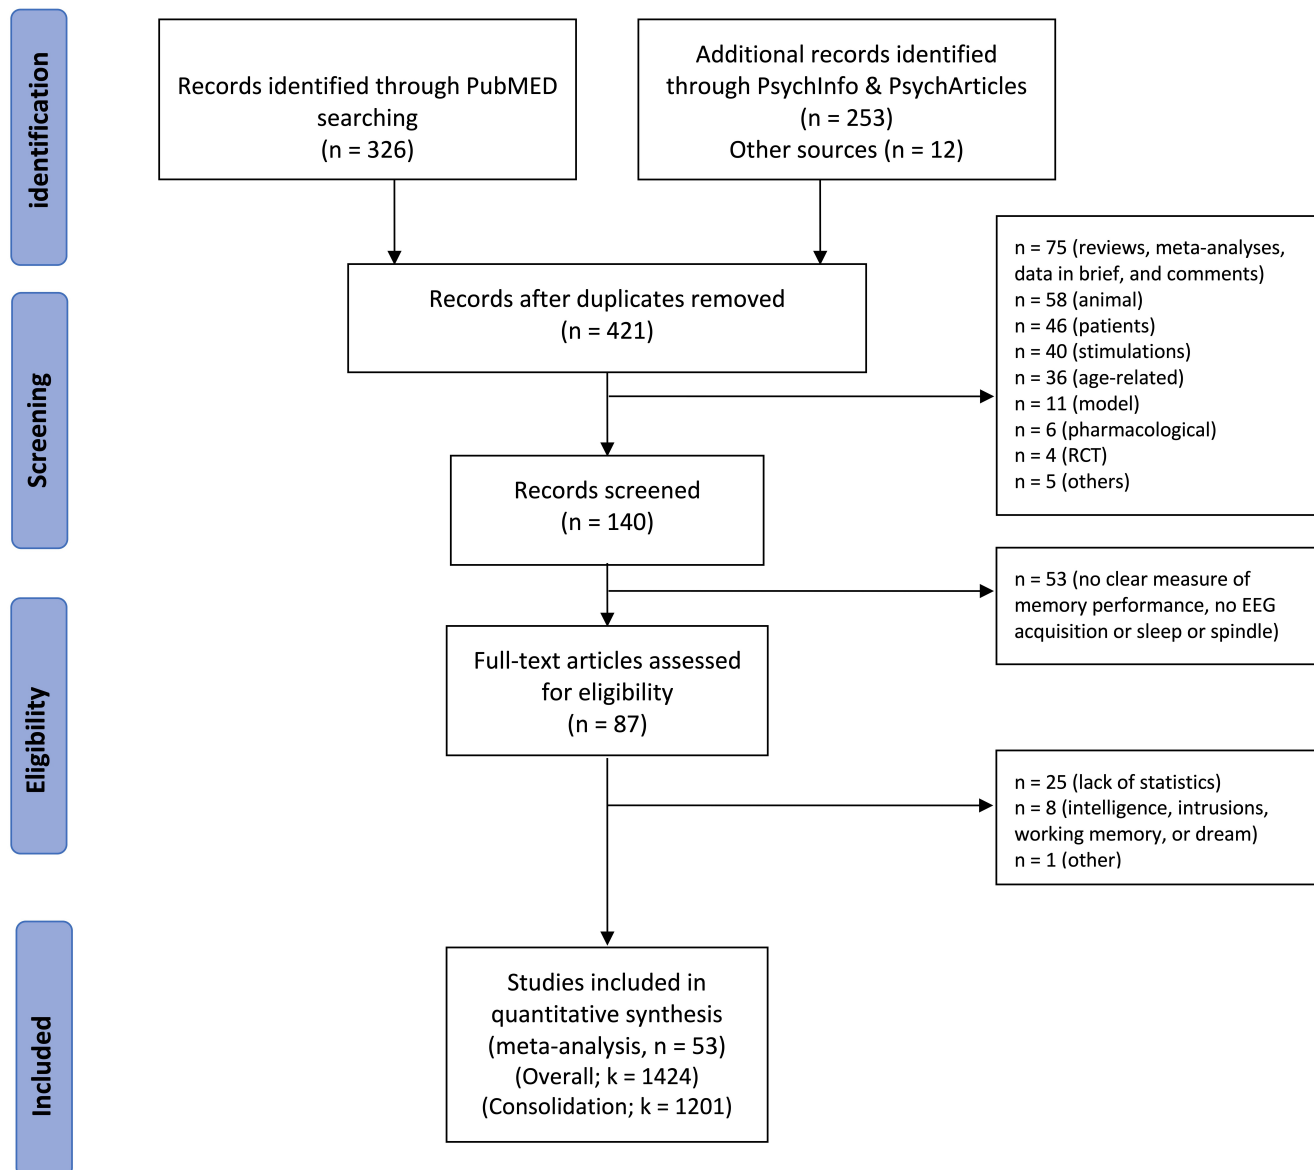 identification
Records identified through PubMED
searching
(n = 326)
Additional records identified
through PsychInfo & PsychArticles
(n = 253)
Other sources (n = 12)
Records after duplicates removed
(n = 421)
n = 75 (reviews, meta-analyses,
data in brief, and comments)
n = 58 (animal)
n = 46 (patients)
n = 40 (stimulations)
n = 36 (age-related)
n = 11 (model)
n = 6 (pharmacological)
n = 4 (RCT)
n = 5 (others)
Screening
Records screened
(n = 140)
n = 53 (no clear measure of
memory performance, no EEG
acquisition or sleep or spindle)
Eligibility
Full-text articles assessed
for eligibility
(n = 87)
n = 25 (lack of statistics)
n = 8 (intelligence, intrusions,
working memory, or dream)
n = 1 (other)
Included
Studies included in
quantitative synthesis
(meta-analysis, n = 53)
(Overall; k = 1424)
(Consolidation; k = 1201)